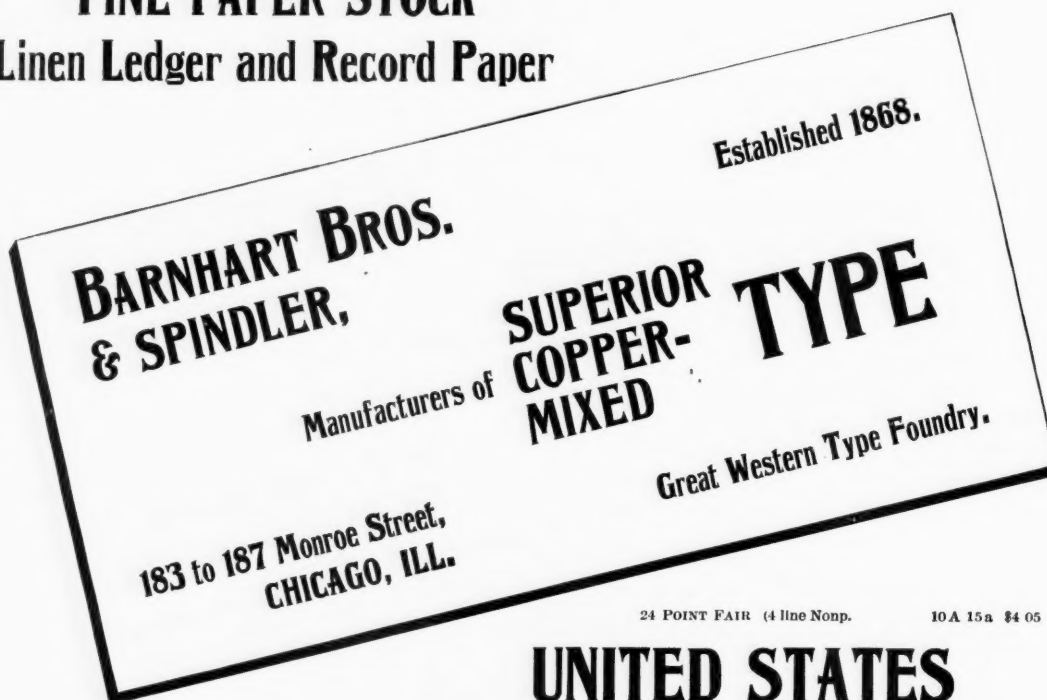 FINE PAPER STOCK
Linen Ledger and Record Paper
Established 1868.
BARNHART BROS.
& SPINDLER,
Manufacturers of
SUPERIOR
COPPER-
MIXED
TYPE
Great Western Type Foundry.
183 to 187 Monroe Street,
CHICAGO, ILL.
24 POINT FAIR (4 line Nonp.
10A 15a $4 05
UNITED STATES